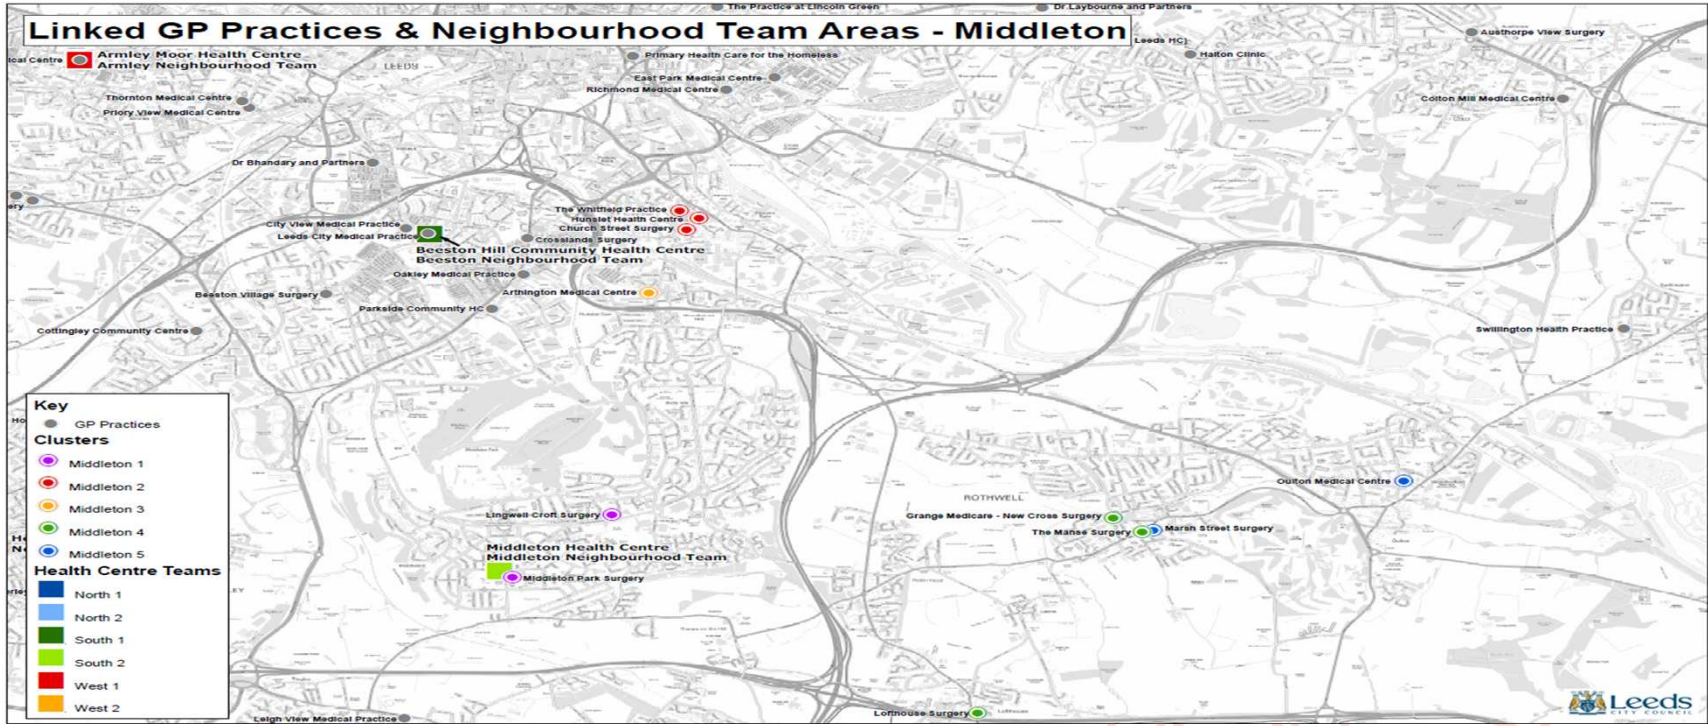 The Practice at Lincoln Green
Dr Laybourne and Partners
Linked GP Practices & Neighbourhood Team Areas - Middleton
Leeds HC)
Austhorpe View Surgery
Halton Clinic
ical Centre
Armley Moor Health Centre
Armley Neighbourhood Team
LEEDS
Primary Health Care for the Homeless
East Park Medical Centre
Richmond Medical Centre
Colton Mill Medical Centre
Thornton Medical Centre
Priory View Medical Centre
Dr Bhandary and Partners
ery
The Whitfield Practice
Hunslet Health Centre
Church Street Surgery
City View Medical Practice
Leeds City Medical Practice
Crosslands Surgery
Beeston Hill Community Health Centre
Beeston Neighbourhood Team
Oakley Medical Practice
Arthington Medical Centre
Beeston Village Surgery
Parkside Community HC
Cottingley Community Centre
Swillington Health Practice
Key
GP Practices
Clusters
Middleton 1
Middleton 2
Middleton 3
Middleton 4
Middleton 5
Health Centre Teams
North 1
North 2
South 1
South 2
West 1
West 2
Oulton Medical Centre
ROTHWELL
Lingwell Croft Surgery
Grange Medicare - New Cross Surgery
The Manse Surgery
Marsh Street Surgery
Middleton Health Centre
Middleton Neighbourhood Team
Middleton Park Surgery
Leigh View Medical Practice
Lofthouse Surgery
Leeds
CITY COUNCIL